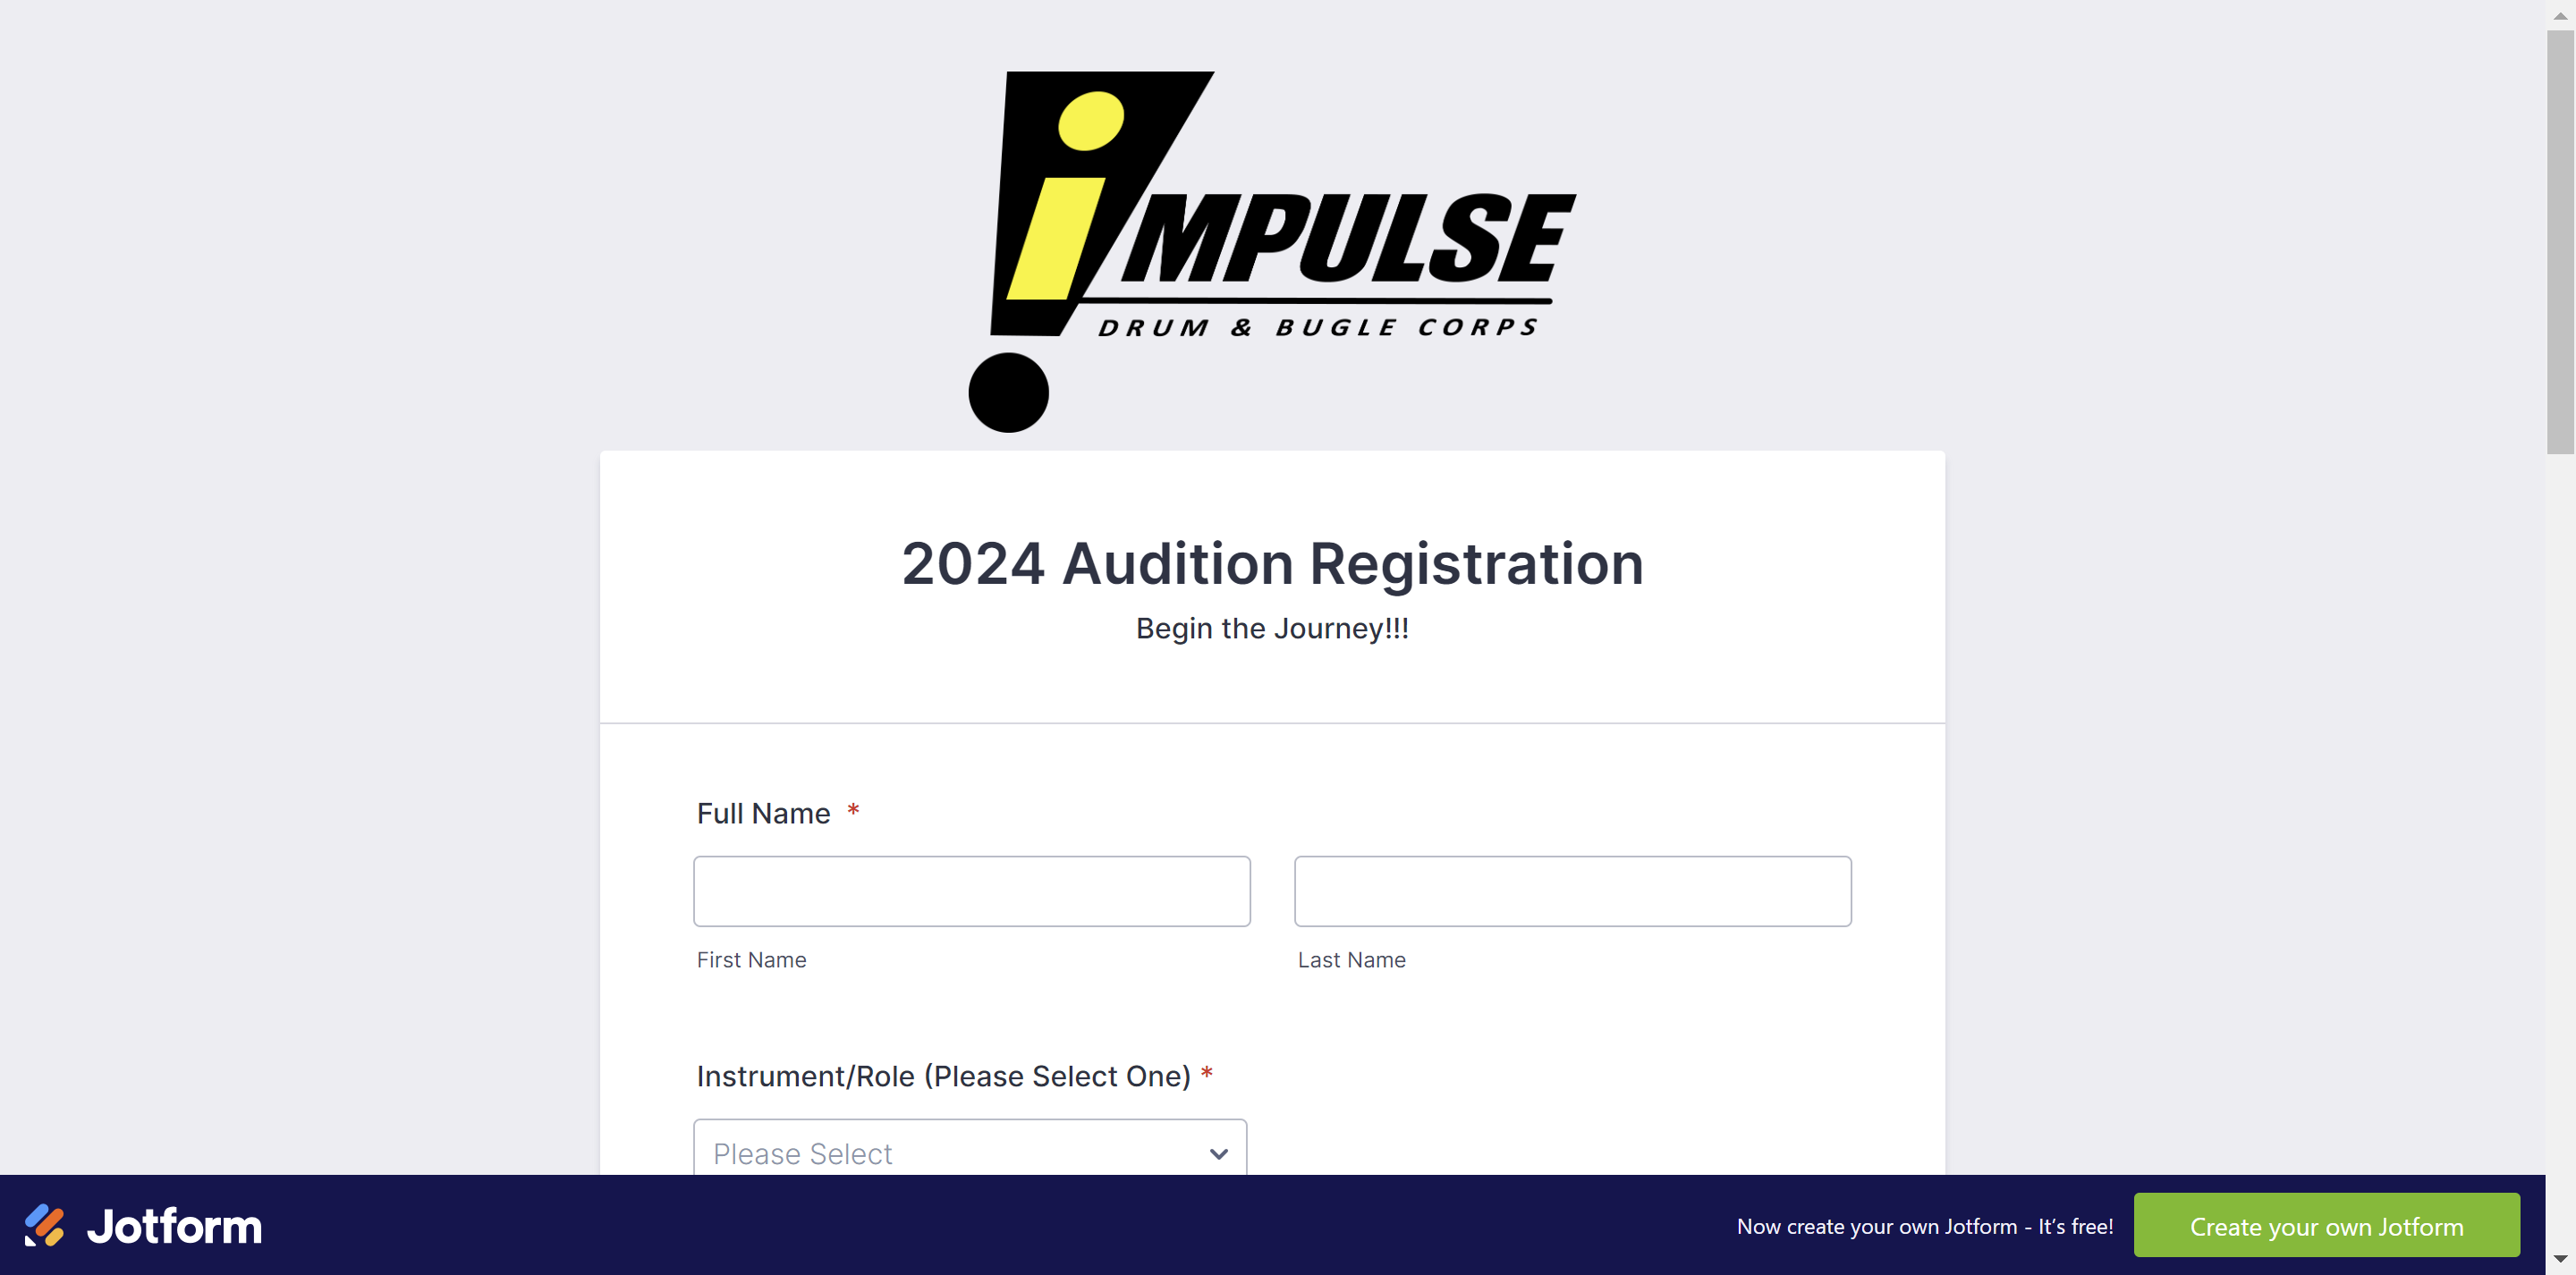 iMPULSE
DRUM & BUGLE CORPS
2024 Audition Registration
Begin the Journey!!!
Full Name *
First Name
Last Name
Instrument/Role (Please Select One) *
Please Select
Jotform
Now create your own Jotform - It's free!
Create your own Jotform